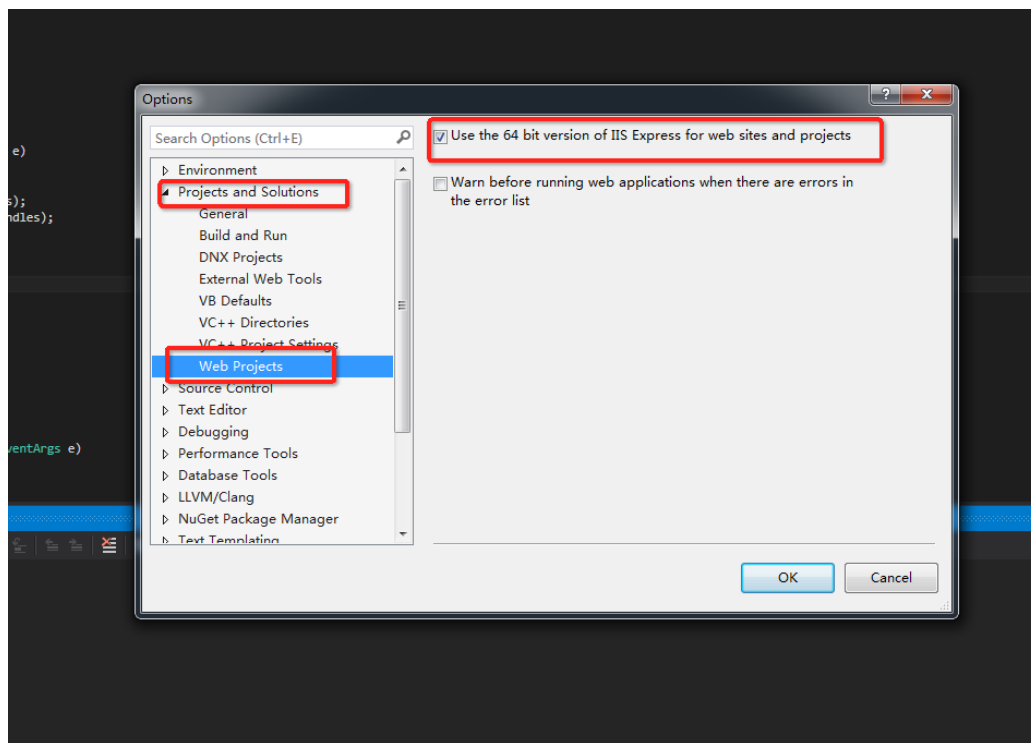 Options
Search Options (Ctrl+E)
Environment
Projects and Solutions
General
Build and Run
DNX Projects
External Web Tools
VB Defaults
VC++ Directories
VC++ Project Settings
Web Projects
Source Control
Text Editor
Debugging
Performance Tools
Database Tools
LLVM/Clang
NuGet Package Manager
Text Templating
Use the 64 bit version of IIS Express for web sites and projects
Warn before running web applications when there are errors in
the error list
OK
Cancel
e)
s);
ndles);
ventArgs e)